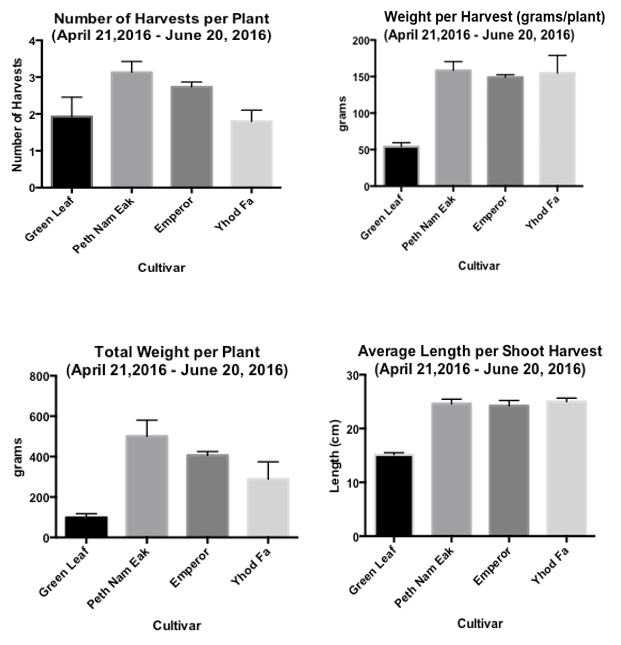 Number of Harvests per Plant
(April 21,2016 - June 20, 2016)
Number of Harvests
4
3
2
1
0
Green Leaf
Peth Nam Eak
Emperor
Yhod Fa
Cultivar
Weight per Harvest (grams/plant)
(April 21,2016 - June 20, 2016)
grams
200
150
100
50
0
Green Leaf
Peth Nam Eak
Emperor
Yhod Fa
Cultivar
Total Weight per Plant
(April 21,2016 - June 20, 2016)
grams
800
600
400
200
0
Green Leaf
Peth Nam Eak
Emperor
Yhod Fa
Cultivar
Average Length per Shoot Harvest
(April 21,2016 - June 20, 2016)
Length (cm)
30
20
10
0
Green Leaf
Peth Nam Eak
Emperor
Yhod Fa
Cultivar